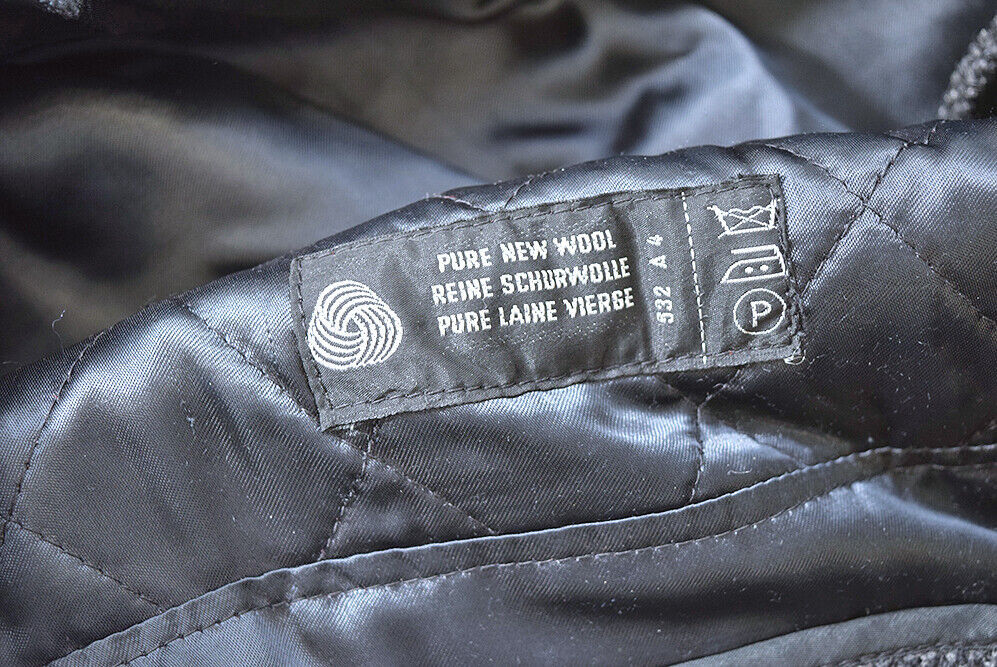 PURE NEW WOOL
REINE SCHURWOLLE
PURE LAINE VIERGE
532 A 4
P